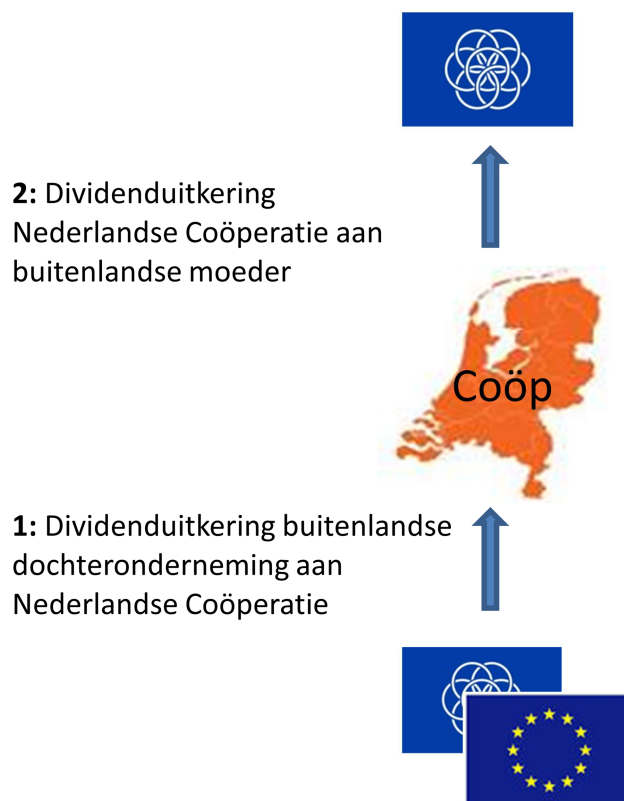 2: Dividenduitkering
Nederlandse Coöperatie aan
buitenlandse moeder
Coöp
1: Dividenduitkering buitenlandse
dochteronderneming aan
Nederlandse Coöperatie